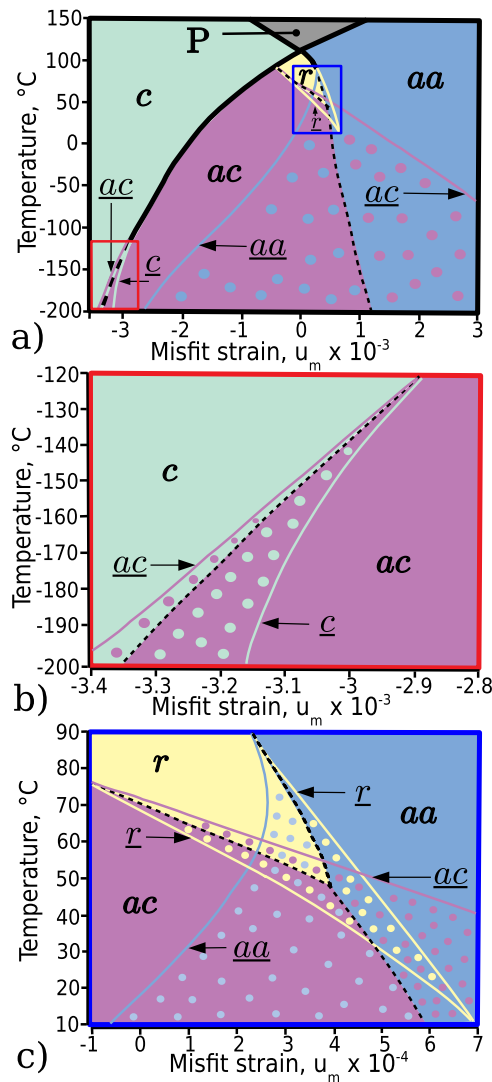 150
100
50
0
-50
-100
-150
-200
Temperature, °C
P
c
r
aa
r
ac
ac
ac
aa
c
-3
-2
-1
0
1
2
3
a)
Misfit strain, u_m x 10⁻³
-120
-130
-140
-150
-160
-170
-180
-190
-200
Temperature, °C
c
ac
ac
c
-3.4
-3.3
-3.2
-3.1
-3
-2.9
-2.8
b)
Misfit strain, u_m x 10⁻³
90
80
70
60
50
40
30
20
10
Temperature, °C
r
r
aa
r
ac
ac
aa
-1
0
1
2
3
4
5
6
7
c)
Misfit strain, u_m x 10⁻⁴